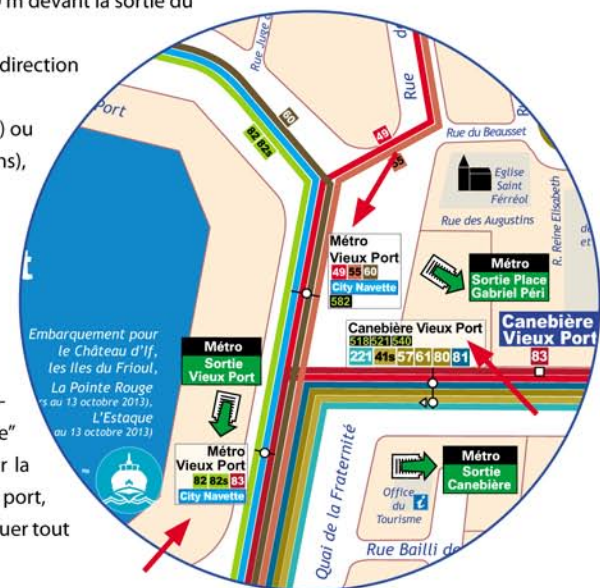 m devant la sortie du
direction
) ou
ns),
e"
r la
port,
uer tout
Rue Juge
Rue
Port
82 82s
60
49
55
Rue du Beausset
Eglise
Saint
Férréol
Rue des Augustins
R. Reine Elisabeth
Métro
Vieux Port
49 55 60
City Navette
582
Métro
Sortie Place
Gabriel Péri
Canebière Vieux Port
518 521 540
221 41s 57 61 80 81
Canebière
Vieux Port
83
Embarquement pour
le Château d'If,
les Iles du Frioul,
La Pointe Rouge
rs au 13 octobre 2013),
L'Estaque
au 13 octobre 2013)
Métro
Sortie
Vieux Port
Métro
Vieux Port
82 82s 83
City Navette
Quai de la Fraternité
Métro
Sortie
Canebière
Office
du
Tourisme
i
Rue Bailli de